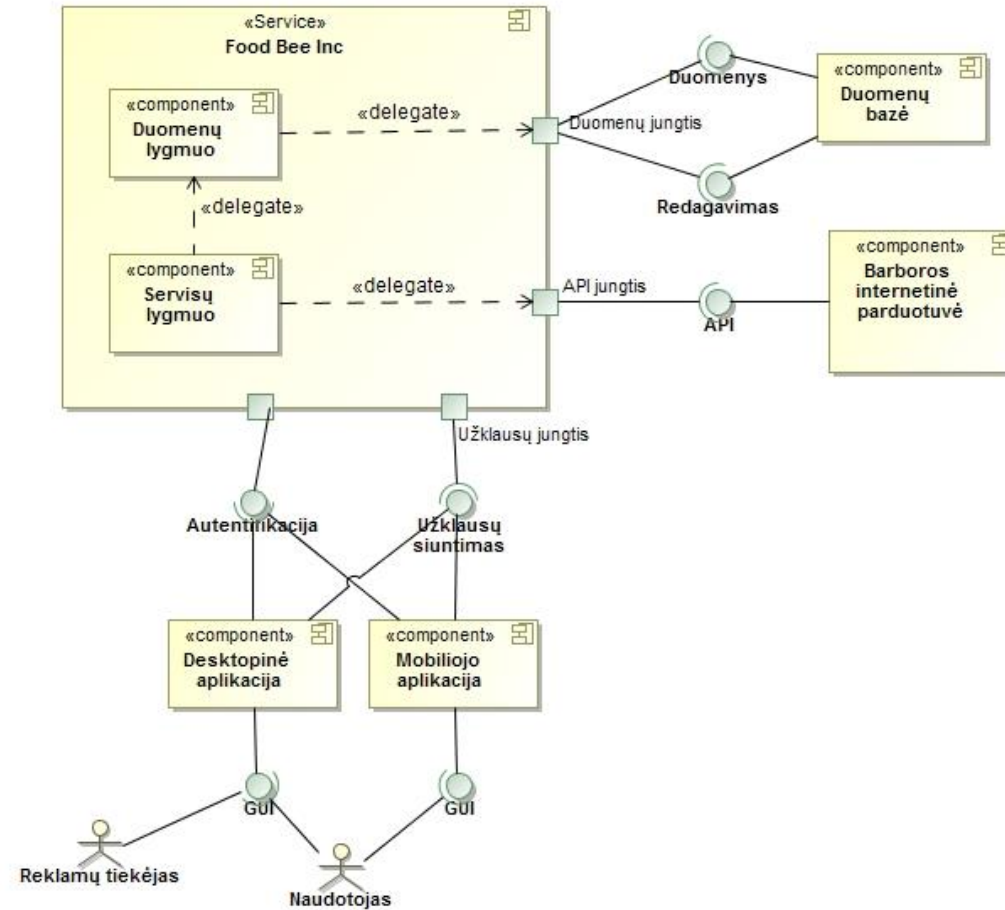 «Service»
Food Bee Inc
«component»
Duomenų
lygmuo
«delegate»
Duomenų jungtis
Duomenys
«component»
Duomenų
bazė
Redagavimas
«delegate»
«component»
Servisų
lygmuo
«delegate»
API jungtis
API
«component»
Barboros
internetinė
parduotuvė
Užklausų jungtis
Autentifikacija
Užklausų
siuntimas
«component»
Desktopinė
aplikacija
«component»
Mobiliojo
aplikacija
GUI
GUI
Reklamų tiekėjas
Naudotojas